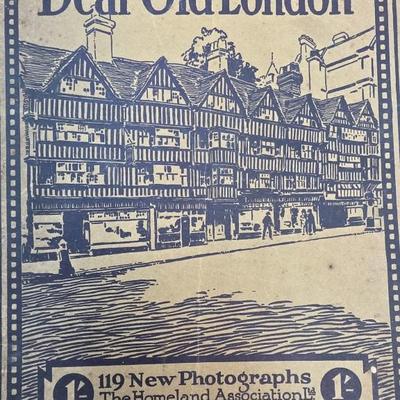 Dear Old London
1/- 119 New Photographs 1/-
The Homeland Association Ltd